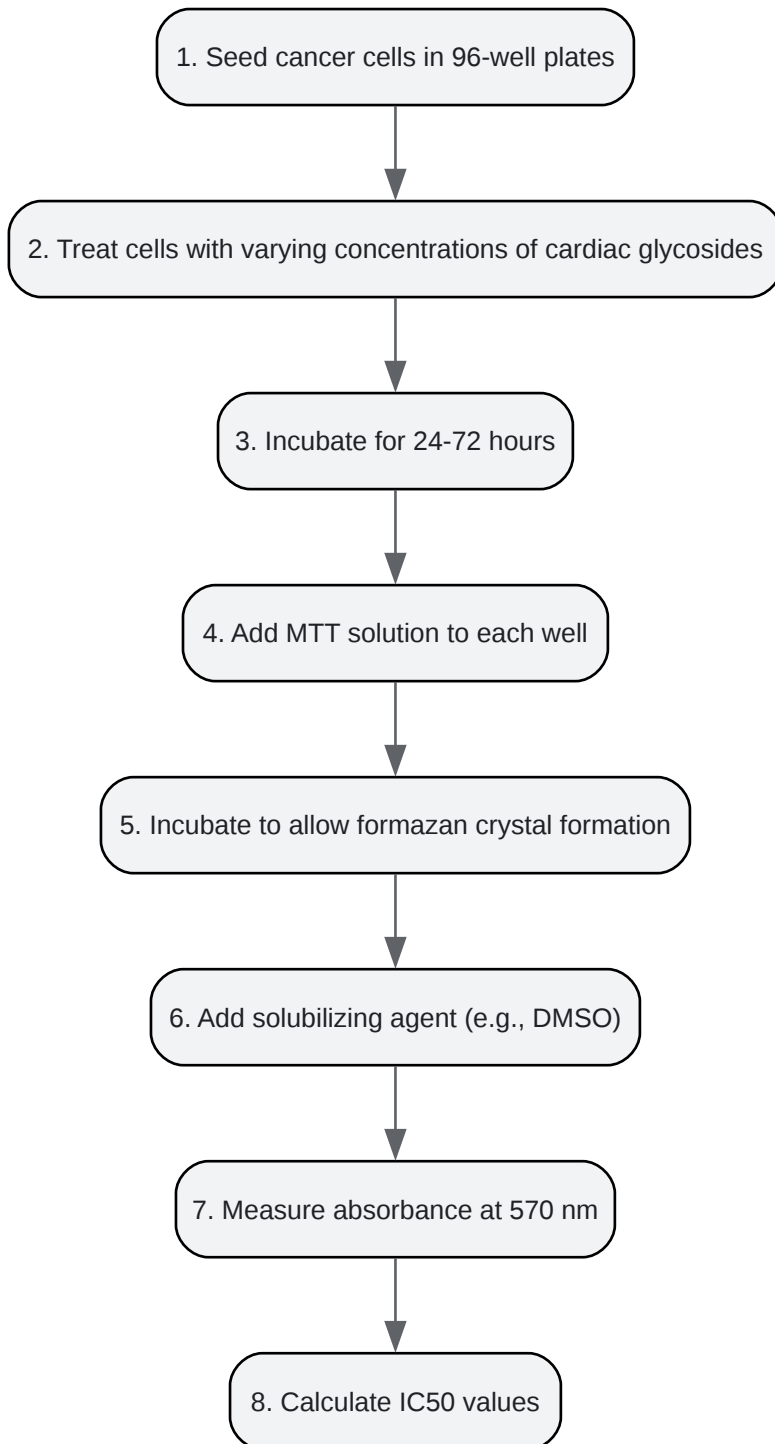 1. Seed cancer cells in 96-well plates
2. Treat cells with varying concentrations of cardiac glycosides
3. Incubate for 24-72 hours
4. Add MTT solution to each well
5. Incubate to allow formazan crystal formation
6. Add solubilizing agent (e.g., DMSO)
7. Measure absorbance at 570 nm
8. Calculate IC50 values